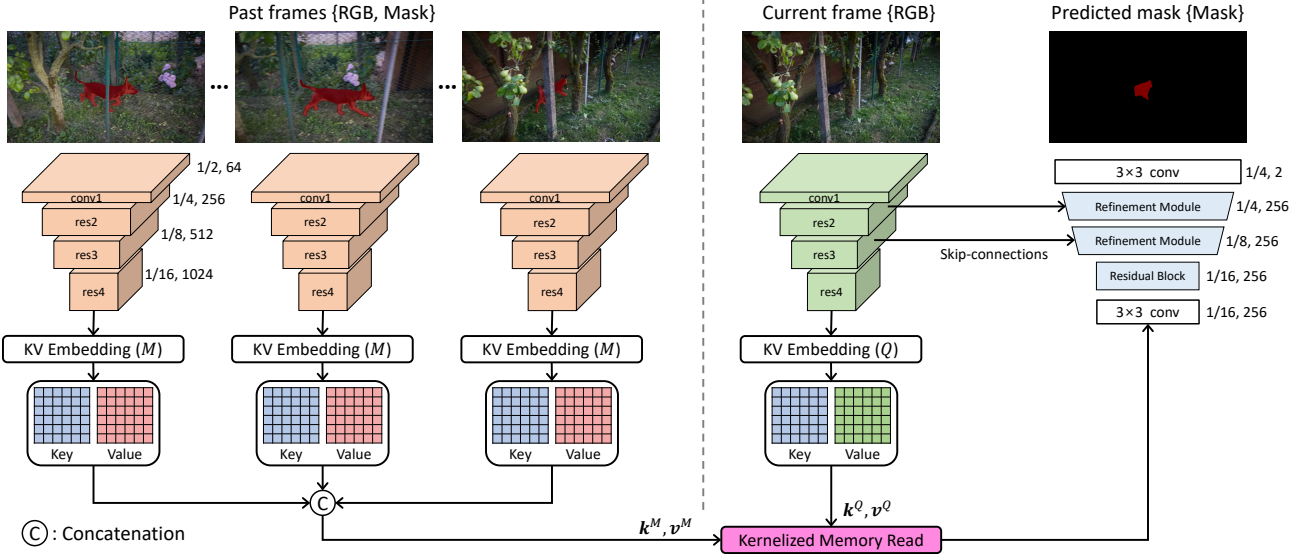 Past frames {RGB, Mask}
Current frame {RGB}
Predicted mask {Mask}
...
...
conv1
res2
res3
res4
1/2, 64
1/4, 256
1/8, 512
1/16, 1024
conv1
res2
res3
res4
conv1
res2
res3
res4
conv1
res2
res3
res4
Skip-connections
3×3 conv
1/4, 2
Refinement Module
1/4, 256
Refinement Module
1/8, 256
Residual Block
1/16, 256
3×3 conv
1/16, 256
KV Embedding (M)
KV Embedding (M)
KV Embedding (M)
KV Embedding (Q)
Key Value
Key Value
Key Value
Key Value
C
C : Concatenation
k^M, v^M
k^Q, v^Q
Kernelized Memory Read